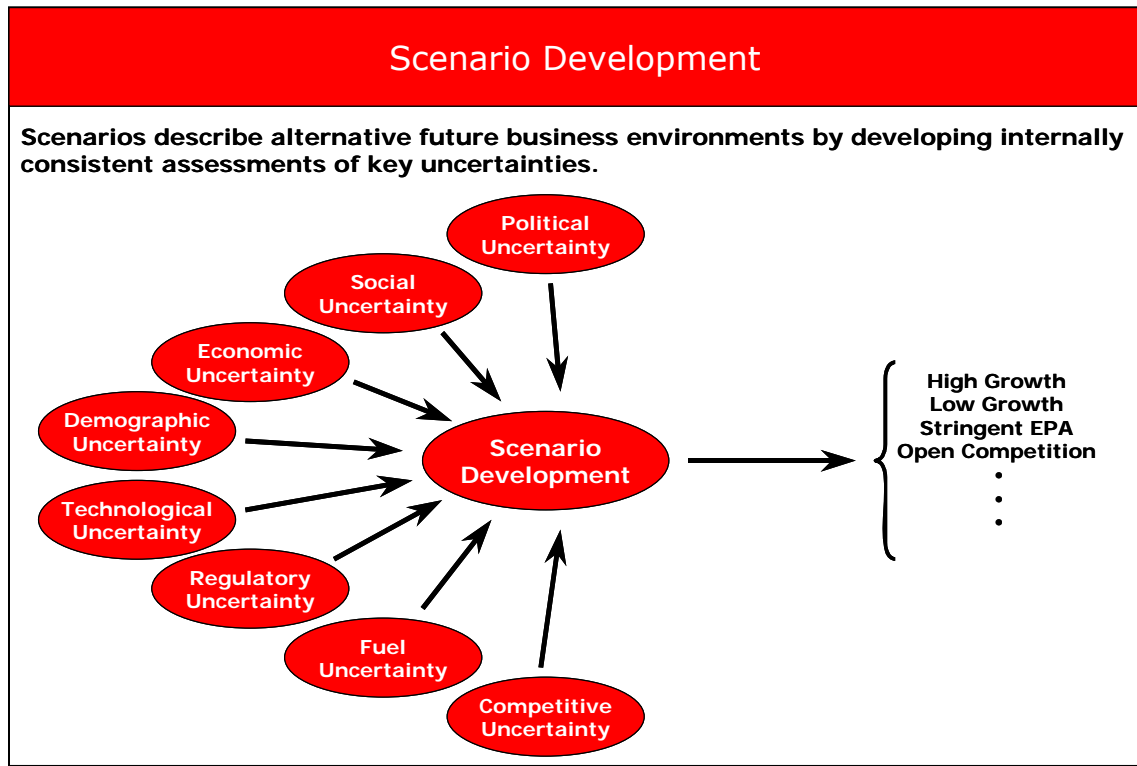 Scenario Development
Scenarios describe alternative future business environments by developing internally
consistent assessments of key uncertainties.
Political
Uncertainty
Social
Uncertainty
Economic
Uncertainty
Demographic
Uncertainty
Technological
Uncertainty
Regulatory
Uncertainty
Fuel
Uncertainty
Competitive
Uncertainty
Scenario
Development
High Growth
Low Growth
Stringent EPA
Open Competition
•
•
•